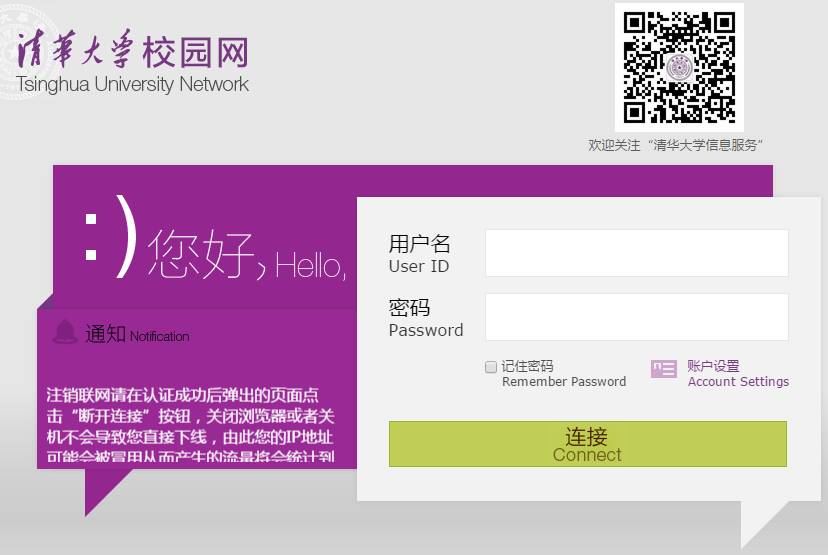 清华大学校园网
Tsinghua University Network
欢迎关注“清华大学信息服务”
:)您好, Hello,
用户名
User ID
密码
Password
记住密码
Remember Password
账户设置
Account Settings
连接
Connect
通知 Notification
注销联网请在认证成功后弹出的页面点
击“断开连接”按钮，关闭浏览器或者关
机不会导致您直接下线，由此您的IP地址
可能会被冒用从而产生的流量将会统计到